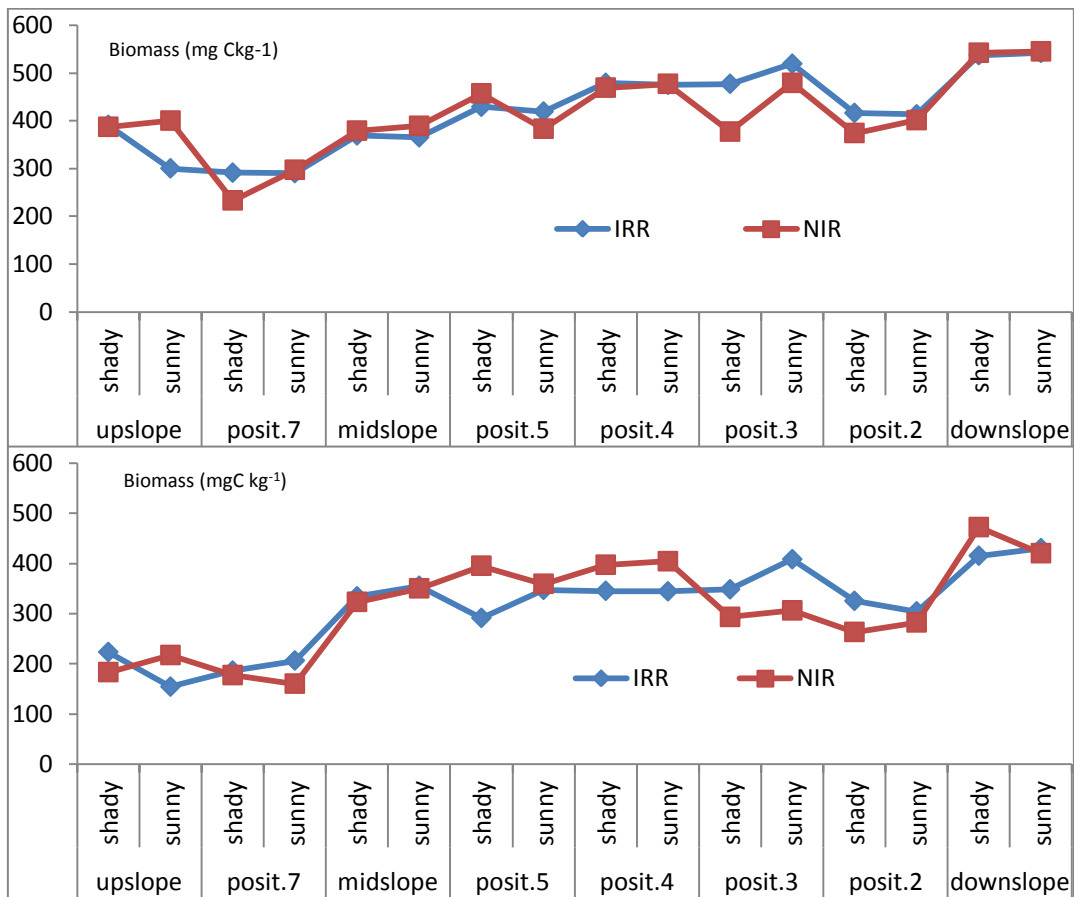 600
Biomass (mg Ckg-1)
500
400
300
200
IRR NIR
100
0
shady sunny shady sunny shady sunny shady sunny shady sunny shady sunny shady sunny shady sunny
upslope posit.7 midslope posit.5 posit.4 posit.3 posit.2 downslope
600
Biomass (mgC kg⁻¹)
500
400
300
200
IRR NIR
100
0
shady sunny shady sunny shady sunny shady sunny shady sunny shady sunny shady sunny shady sunny
upslope posit.7 midslope posit.5 posit.4 posit.3 posit.2 downslope